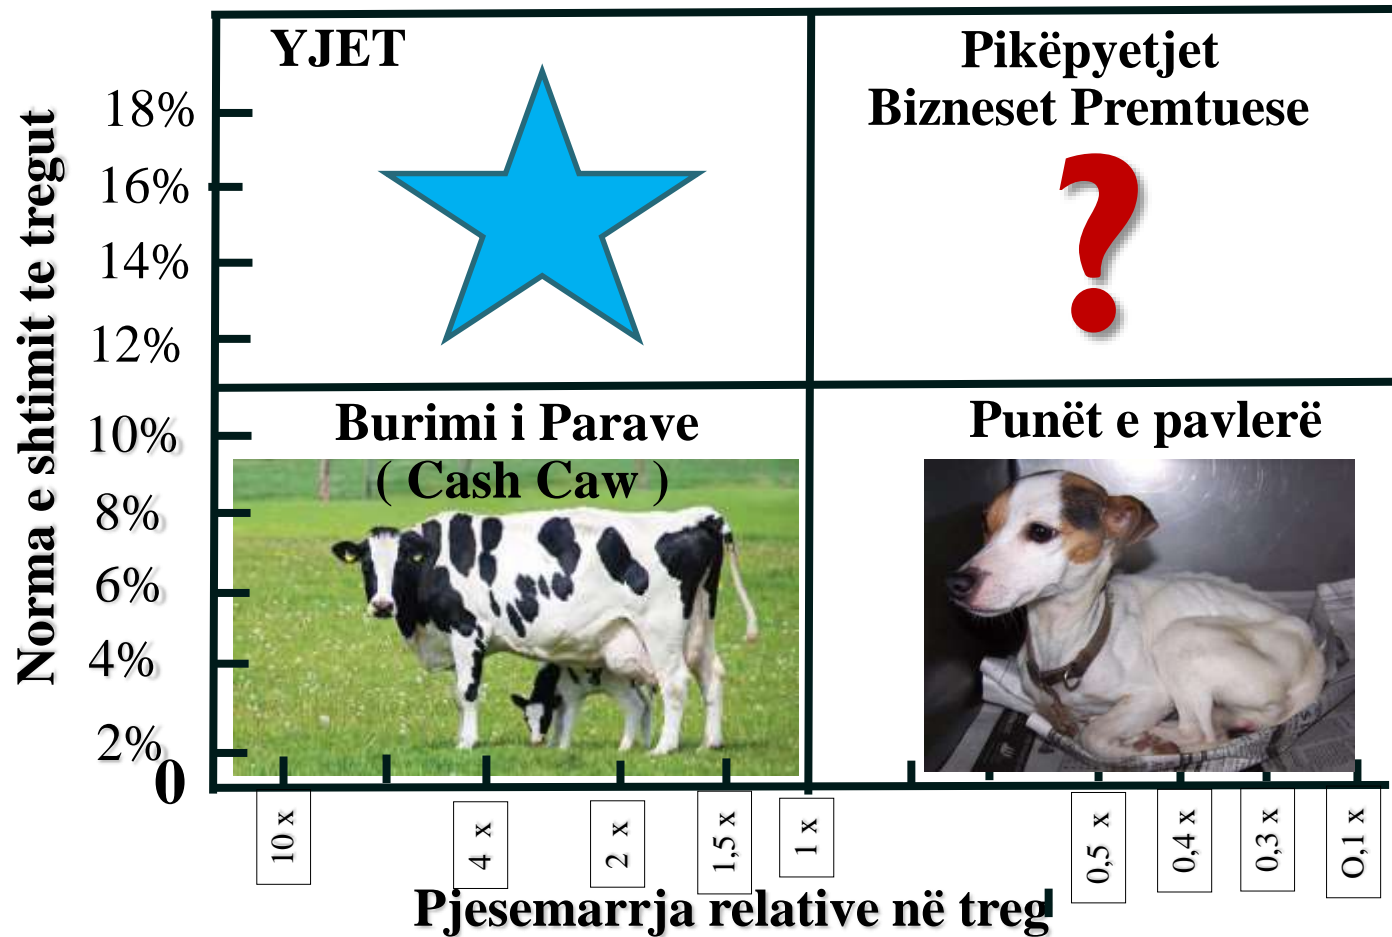 YJET
Pikëpyetjet
Bizneset Premtuese
?
Norma e shtimit te tregut
18%
16%
14%
12%
10%
8%
6%
4%
2%
0
Burimi i Parave
( Cash Caw )
Punët e pavlerë
10 x
4 x
2 x
1,5 x
1 x
0,5 x
0,4 x
0,3 x
O,1 x
Pjesemarrja relative në treg